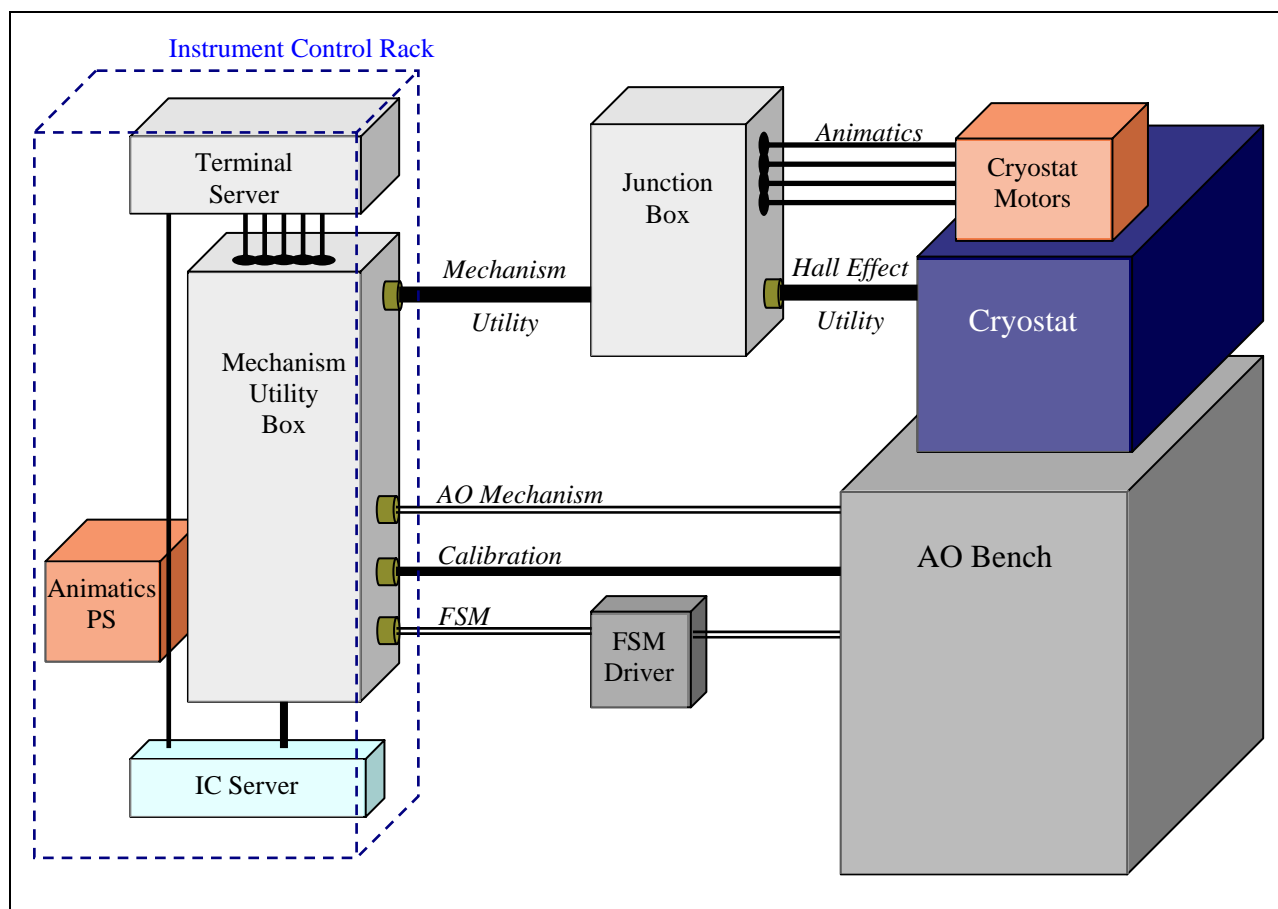 Instrument Control Rack
Terminal
Server
Mechanism
Utility
Box
Animatics
PS
IC Server
Mechanism
Utility
Junction
Box
Animatics
Hall Effect
Utility
Cryostat
Motors
Cryostat
AO Mechanism
Calibration
FSM
FSM
Driver
AO Bench